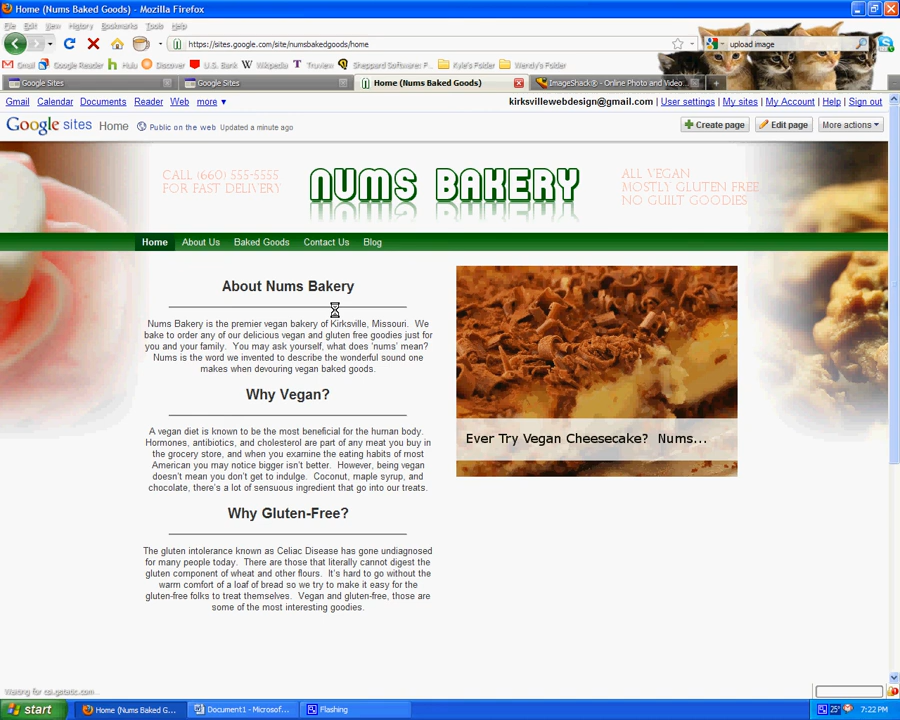 Home (Nums Baked Goods) - Mozilla Firefox
File Edit View History Bookmarks Tools Help
https://sites.google.com/site/numsbakedgoods/home
upload image
Gmail Google Reader Hulu Discover U.S. Bank Wikipedia Truview Sheppard Software: F... Kyle's Folder Wendy's Folder
Google Sites Google Sites Home (Nums Baked Goods) ImageShack® - Online Photo and Video...
Gmail Calendar Documents Reader Web more ▼ kirksvillewebdesign@gmail.com | User settings | My sites | My Account | Help | Sign out
Google sites Home Public on the web Updated a minute ago Create page Edit page More actions ▼
CALL (660) 555-5555
FOR FAST DELIVERY
NUMS BAKERY
ALL VEGAN
MOSTLY GLUTEN FREE
NO GUILT GOODIES
Home About Us Baked Goods Contact Us Blog
About Nums Bakery
Nums Bakery is the premier vegan bakery of Kirksville, Missouri. We
bake to order any of our delicious vegan and gluten free goodies just for
you and your family. You may ask yourself, what does 'nums' mean?
Nums is the word we invented to describe the wonderful sound one
makes when devouring vegan baked goods.
Why Vegan?
A vegan diet is known to be the most beneficial for the human body.
Hormones, antibiotics, and cholesterol are part of any meat you buy in
the grocery store, and when you examine the eating habits of most
American you may notice bigger isn't better. However, being vegan
doesn't mean you don't get to indulge. Coconut, maple syrup, and
chocolate, there's a lot of sensuous ingredient that go into our treats.
Why Gluten-Free?
The gluten intolerance known as Celiac Disease has gone undiagnosed
for many people today. There are those that literally cannot digest the
gluten component of wheat and other flours. It's hard to go without the
warm comfort of a loaf of bread so we try to make it easy for the
gluten-free folks to treat themselves. Vegan and gluten-free, those are
some of the most interesting goodies.
Ever Try Vegan Cheesecake? Nums...
Waiting for csi.gstatic.com...
start Home (Nums Baked G... Document1 - Microsof... Flashing 25° 7:22 PM